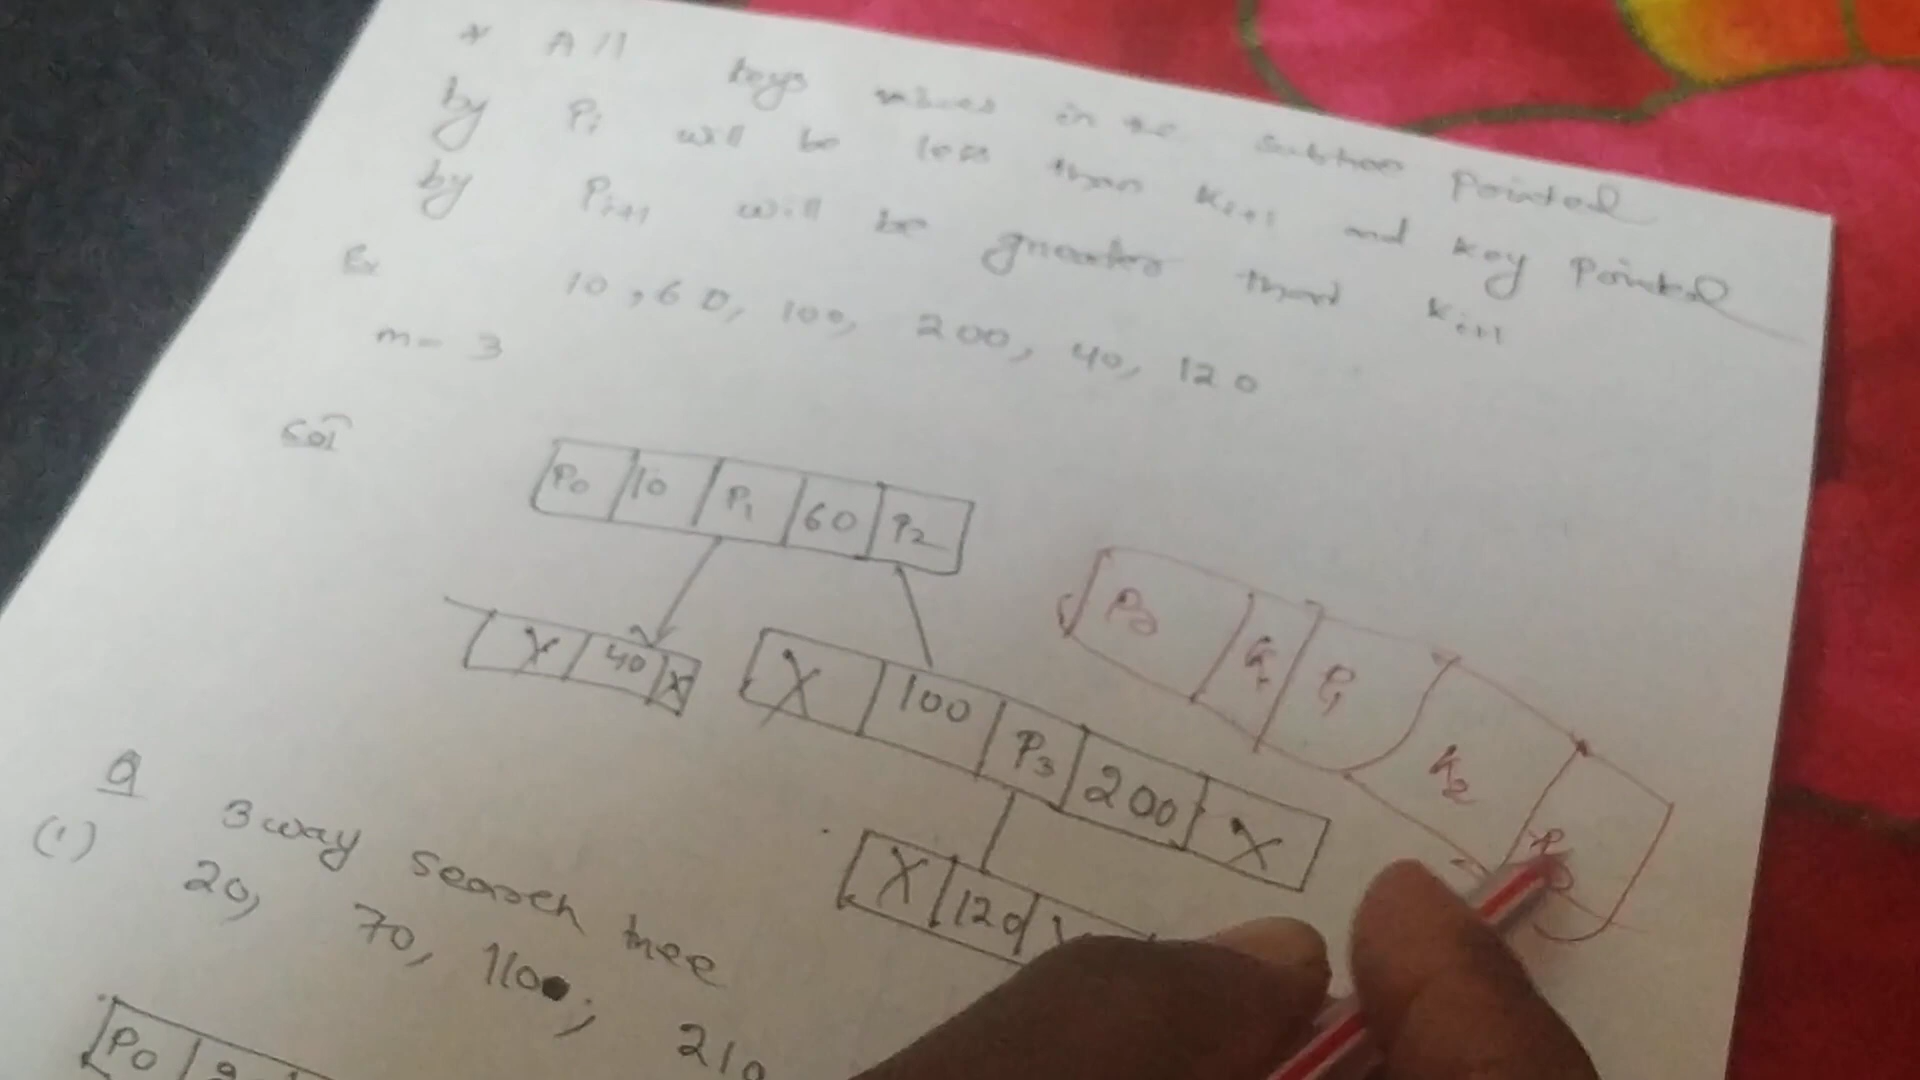 * All keys values in the subtree pointed
by Pi will be less than Ki+1 and key pointed
by Pi+1 will be greater than Ki+1
Ex 10, 60, 100, 200, 40, 120
m = 3
Sol
P0 10 P1 60 P2
P0 K1 P1 K2 P2
X 40 X
X 100 P3 200 X
X 120
Q 3 way search tree
(1) 20, 70, 110, 210
P0